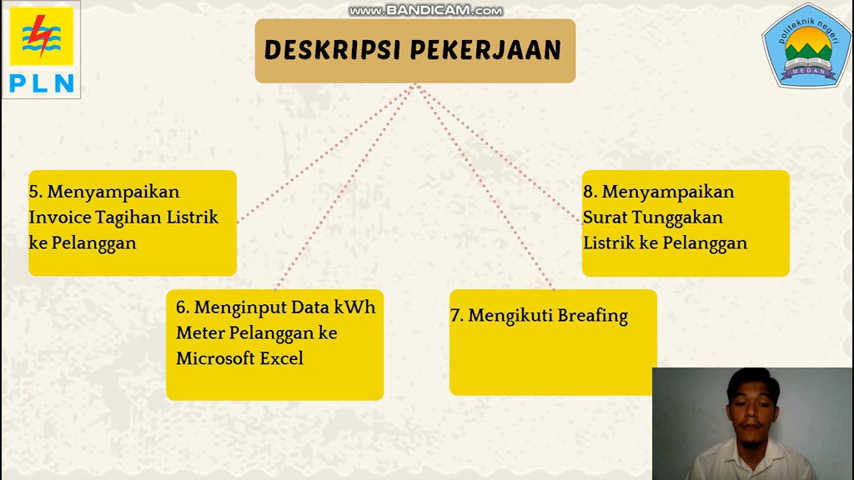 www.BANDICAM.com
PLN
DESKRIPSI PEKERJAAN
politeknik negeri
MEDAN
5. Menyampaikan
Invoice Tagihan Listrik
ke Pelanggan
8. Menyampaikan
Surat Tunggakan
Listrik ke Pelanggan
6. Menginput Data kWh
Meter Pelanggan ke
Microsoft Excel
7. Mengikuti Breafing